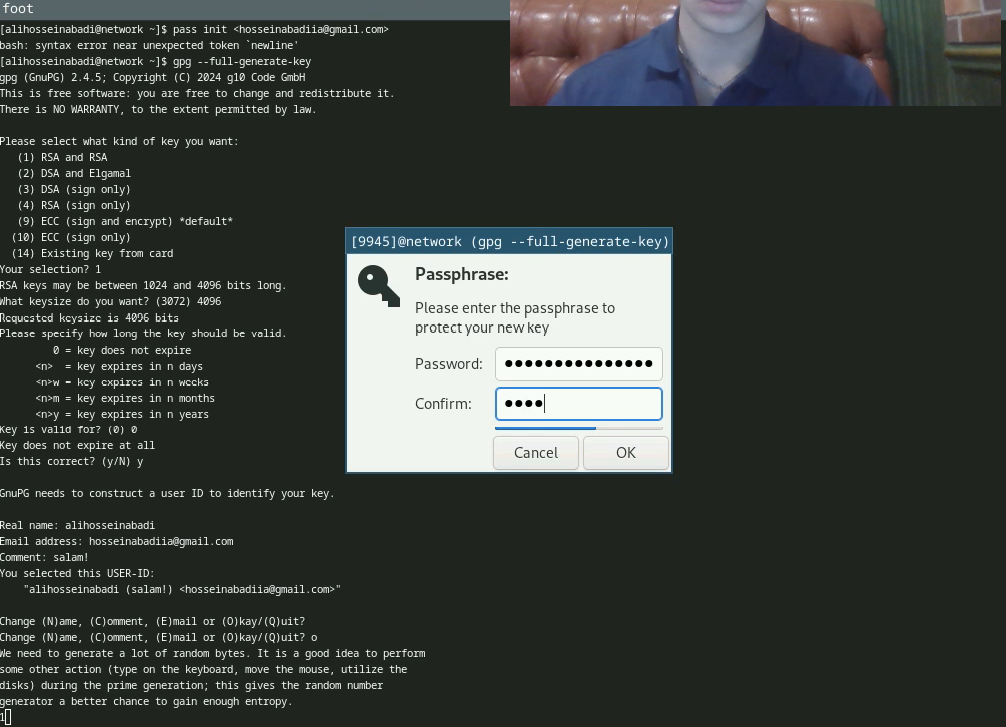 foot
[alihosseinabadi@network ~]$ pass init <hosseinabadiia@gmail.com>
bash: syntax error near unexpected token `newline'
[alihosseinabadi@network ~]$ gpg --full-generate-key
gpg (GnuPG) 2.4.5; Copyright (C) 2024 g10 Code GmbH
This is free software: you are free to change and redistribute it.
There is NO WARRANTY, to the extent permitted by law.
Please select what kind of key you want:
(1) RSA and RSA
(2) DSA and Elgamal
(3) DSA (sign only)
(4) RSA (sign only)
(9) ECC (sign and encrypt) *default*
(10) ECC (sign only)
(14) Existing key from card
Your selection? 1
RSA keys may be between 1024 and 4096 bits long.
What keysize do you want? (3072) 4096
Requested keysize is 4096 bits
Please specify how long the key should be valid.
0 = key does not expire
<n>  = key expires in n days
<n>w = key expires in n weeks
<n>m = key expires in n months
<n>y = key expires in n years
Key is valid for? (0) 0
Key does not expire at all
Is this correct? (y/N) y
GnuPG needs to construct a user ID to identify your key.
Real name: alihosseinabadi
Email address: hosseinabadiia@gmail.com
Comment: salam!
You selected this USER-ID:
"alihosseinabadi (salam!) <hosseinabadiia@gmail.com>"
Change (N)ame, (C)omment, (E)mail or (O)kay/(Q)uit?
Change (N)ame, (C)omment, (E)mail or (O)kay/(Q)uit? o
We need to generate a lot of random bytes. It is a good idea to perform
some other action (type on the keyboard, move the mouse, utilize the
disks) during the prime generation; this gives the random number
generator a better chance to gain enough entropy.
[9945]@network (gpg --full-generate-key)
Passphrase:
Please enter the passphrase to
protect your new key
Password: ●●●●●●●●●●●●●●●
Confirm: ●●●●
Cancel OK